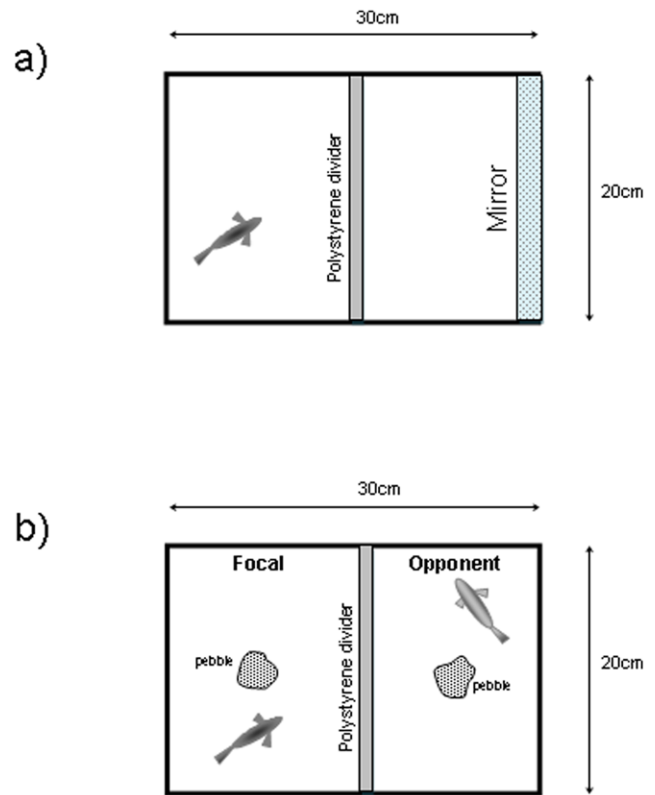 a)
30cm
Polystyrene divider
Mirror
20cm
b)
30cm
Focal
Opponent
pebble
Polystyrene divider
pebble
20cm